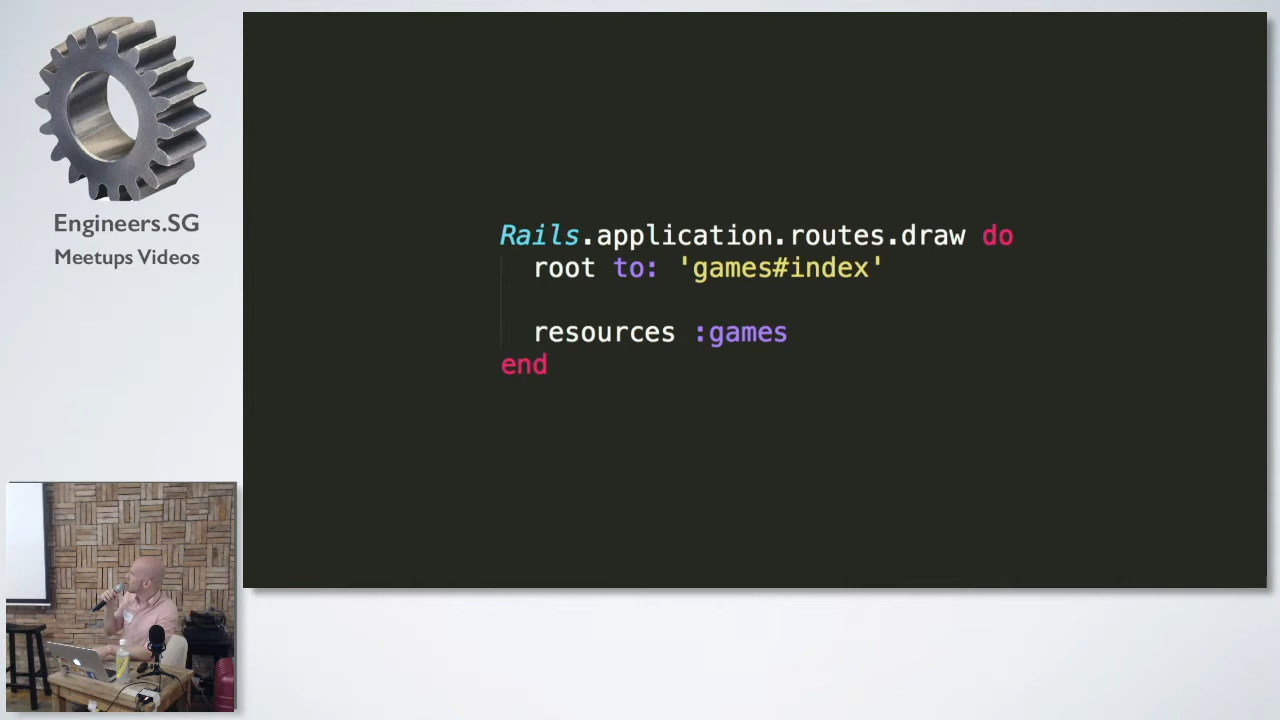 Engineers.SG
Meetups Videos
Rails.application.routes.draw do
  root to: 'games#index'
  resources :games
end